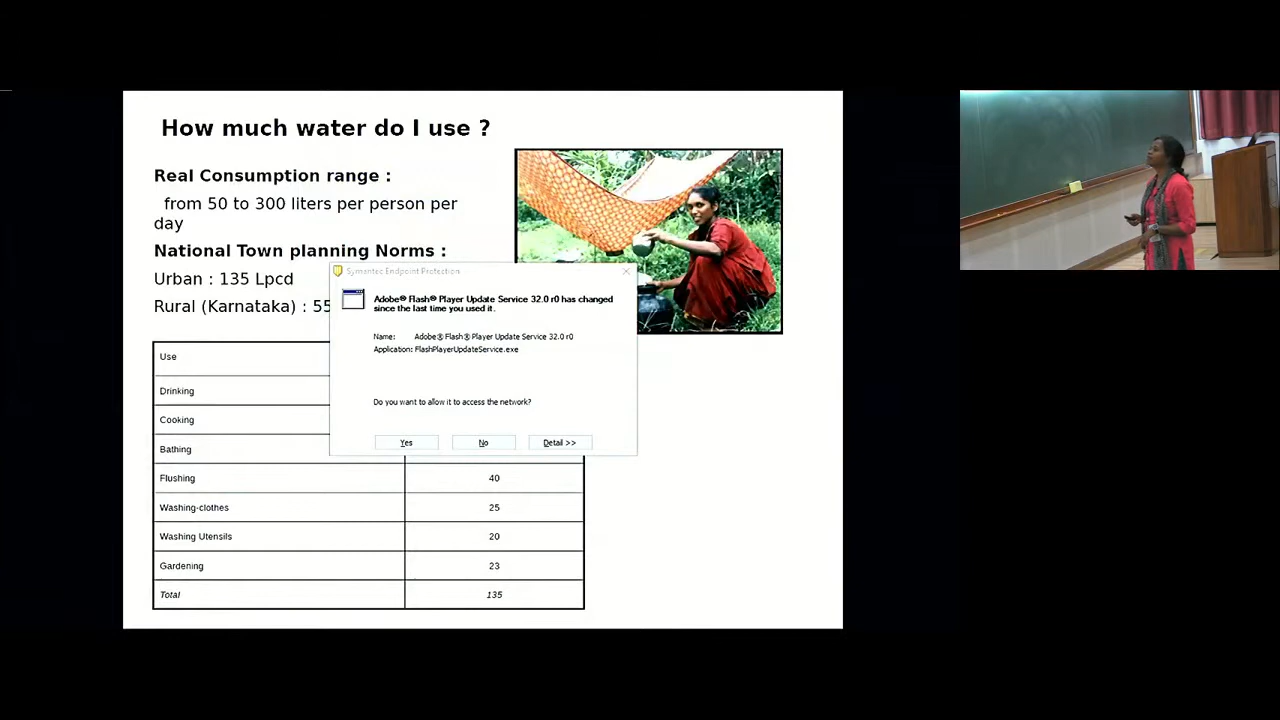 How much water do I use ?
Real Consumption range :
from 50 to 300 liters per person per
day
National Town planning Norms :
Urban : 135 Lpcd
Rural (Karnataka) : 55
Symantec Endpoint Protection
Adobe® Flash® Player Update Service 32.0 r0 has changed
since the last time you used it.
Name: Adobe® Flash® Player Update Service 32.0 r0
Application: FlashPlayerUpdateService.exe
Do you want to allow it to access the network?
Yes No Detail >>
Use
Drinking
Cooking
Bathing
Flushing 40
Washing-clothes 25
Washing Utensils 20
Gardening 23
Total 135